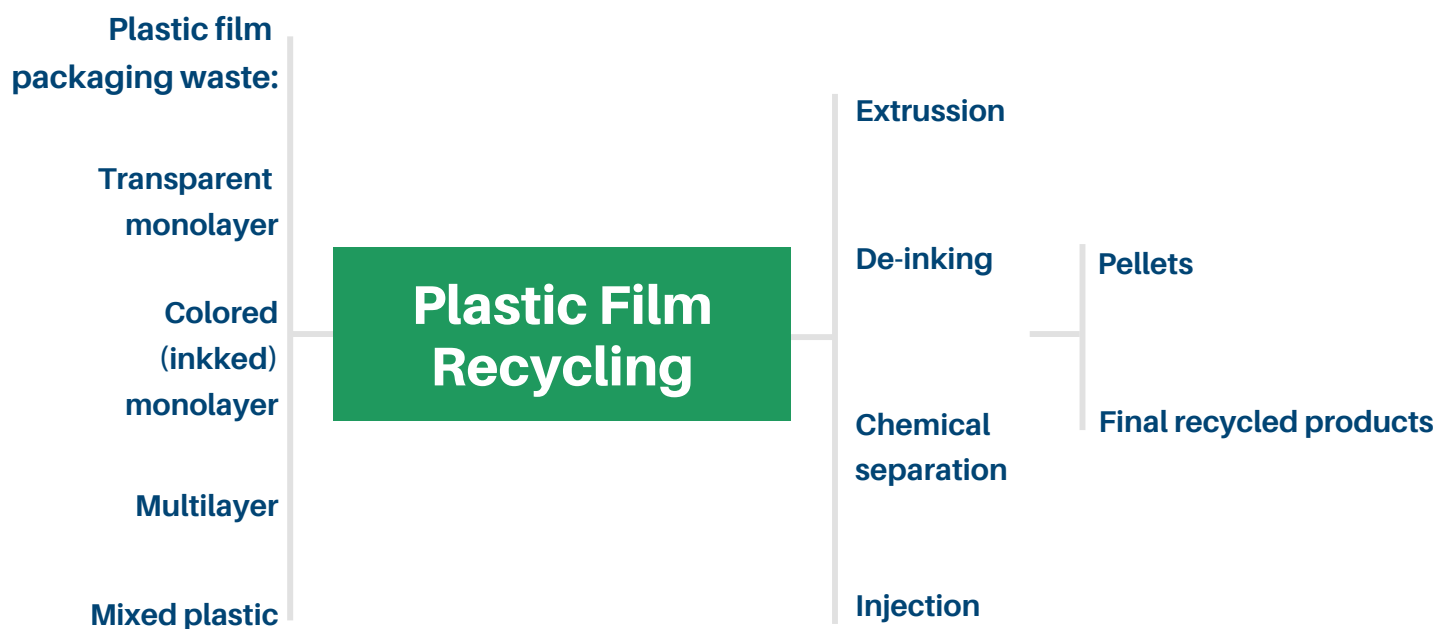 Plastic film
packaging waste:
Transparent
monolayer
Colored
(inkked)
monolayer
Multilayer
Mixed plastic
Plastic Film
Recycling
Extrussion
De-inking
Chemical
separation
Injection
Pellets
Final recycled products